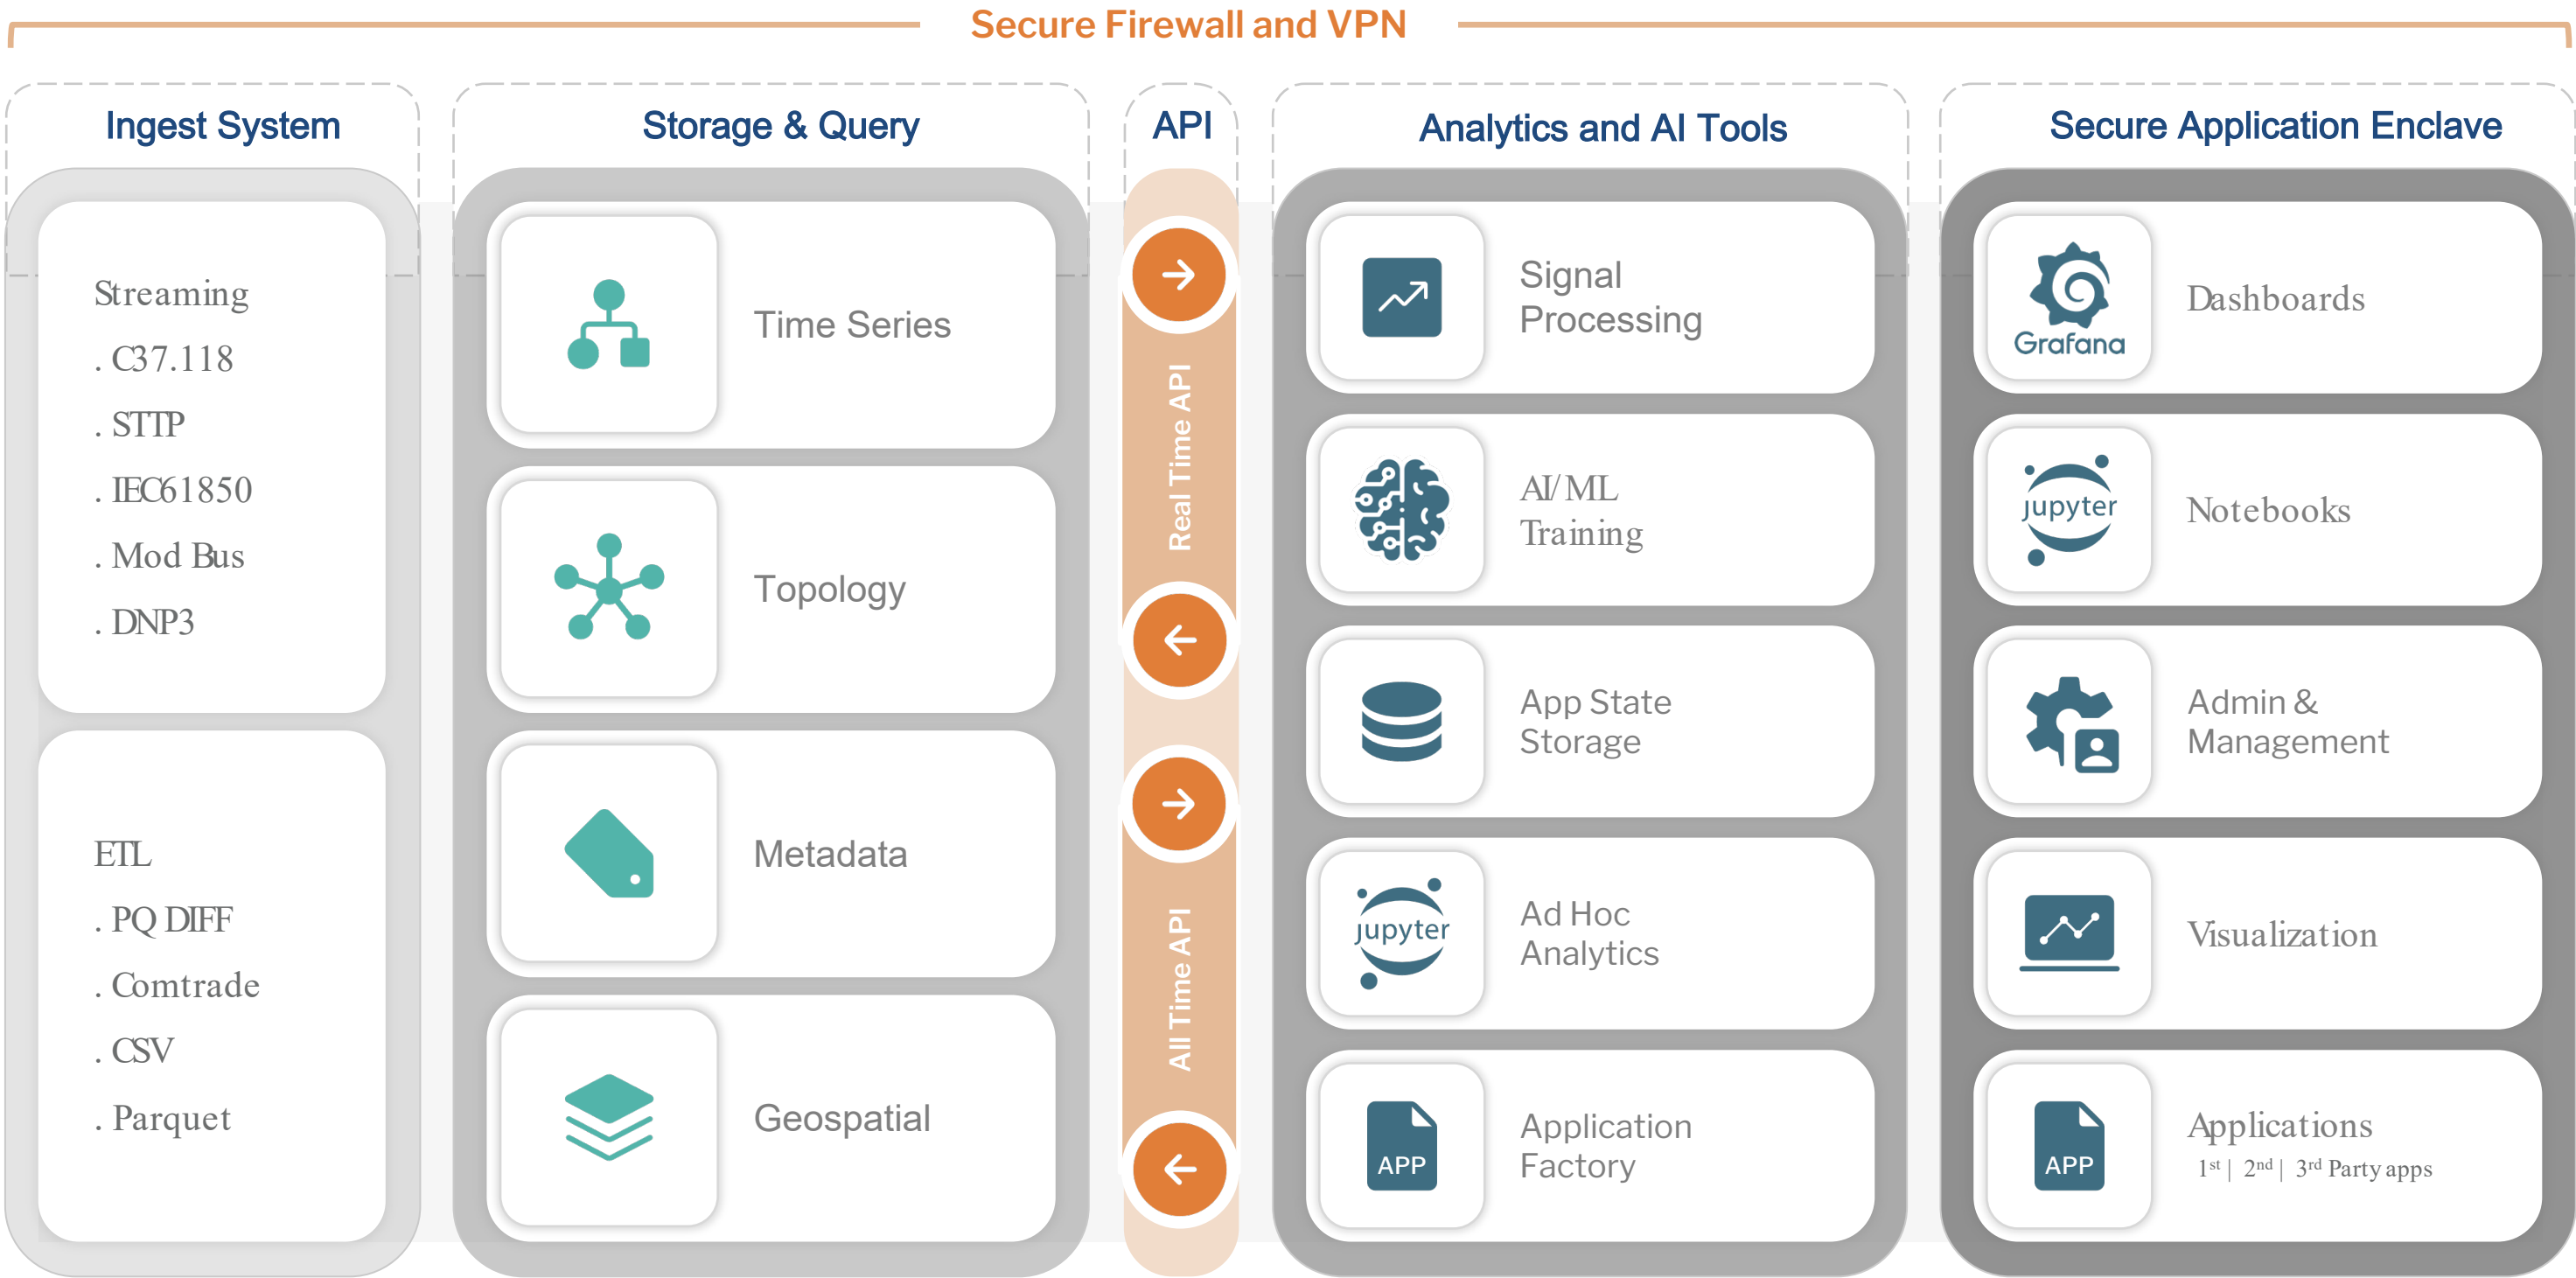 Secure Firewall and VPN
Ingest System
Streaming
. C37.118
. STTP
. IEC61850
. Mod Bus
. DNP3
ETL
. PQ DIFF
. Comtrade
. CSV
. Parquet
Storage & Query
Time Series
Topology
Metadata
Geospatial
API
Real Time API
All Time API
Analytics and AI Tools
Signal
Processing
AI/ML
Training
App State
Storage
jupyter
Ad Hoc
Analytics
APP
Application
Factory
Secure Application Enclave
Grafana
Dashboards
jupyter
Notebooks
Admin &
Management
Visualization
APP
Applications
1st | 2nd | 3rd Party apps